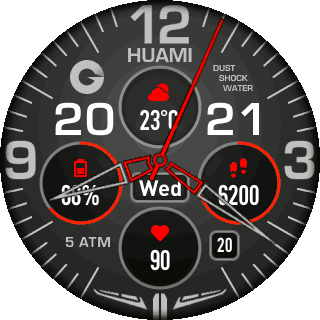 12
HUAMI
DUST
SHOCK
WATER
G
23°C
20 21
9 3
6200
Wed
5 ATM
90
20